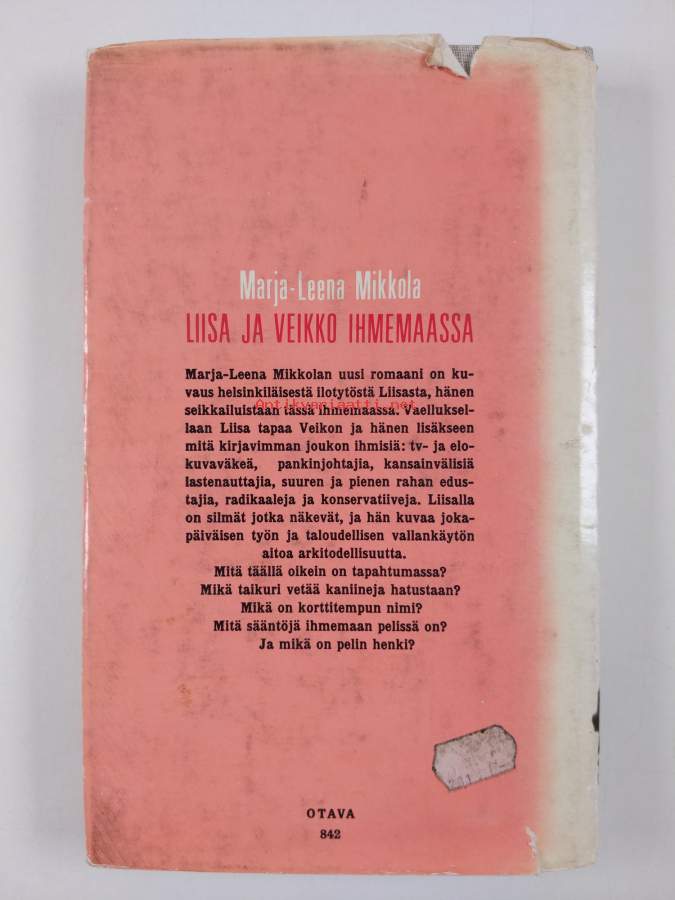 Marja-Leena Mikkola
LIISA JA VEIKKO IHMEMAASSA
Marja-Leena Mikkolan uusi romaani on ku-
vaus helsinkiläisestä ilotytöstä Liisasta, hänen
seikkailuistaan tässä ihmemaassa. Vaelluksel-
Antikvariaatti.net
laan Liisa tapaa Veikon ja hänen lisäkseen
mitä kirjavimman joukon ihmisiä: tv- ja elo-
kuvaväkeä, pankinjohtajia, kansainvälisiä
lastenauttajia, suuren ja pienen rahan edus-
tajia, radikaaleja ja konservatiiveja. Liisalla
on silmät jotka näkevät, ja hän kuvaa joka-
päiväisen työn ja taloudellisen vallankäytön
aitoa arkitodellisuutta.
Mitä täällä oikein on tapahtumassa?
Mikä taikuri vetää kaniineja hatustaan?
Mikä on korttitempun nimi?
Mitä sääntöjä ihmemaan pelissä on?
Ja mikä on pelin henki?
OTAVA
842